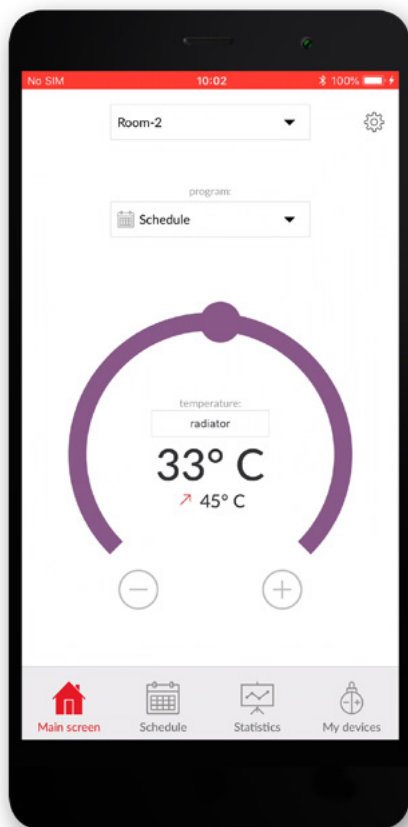 No SIM 10:02 100%
Room-2
program:
Schedule
temperature:
radiator
33° C
45° C
Main screen Schedule Statistics My devices